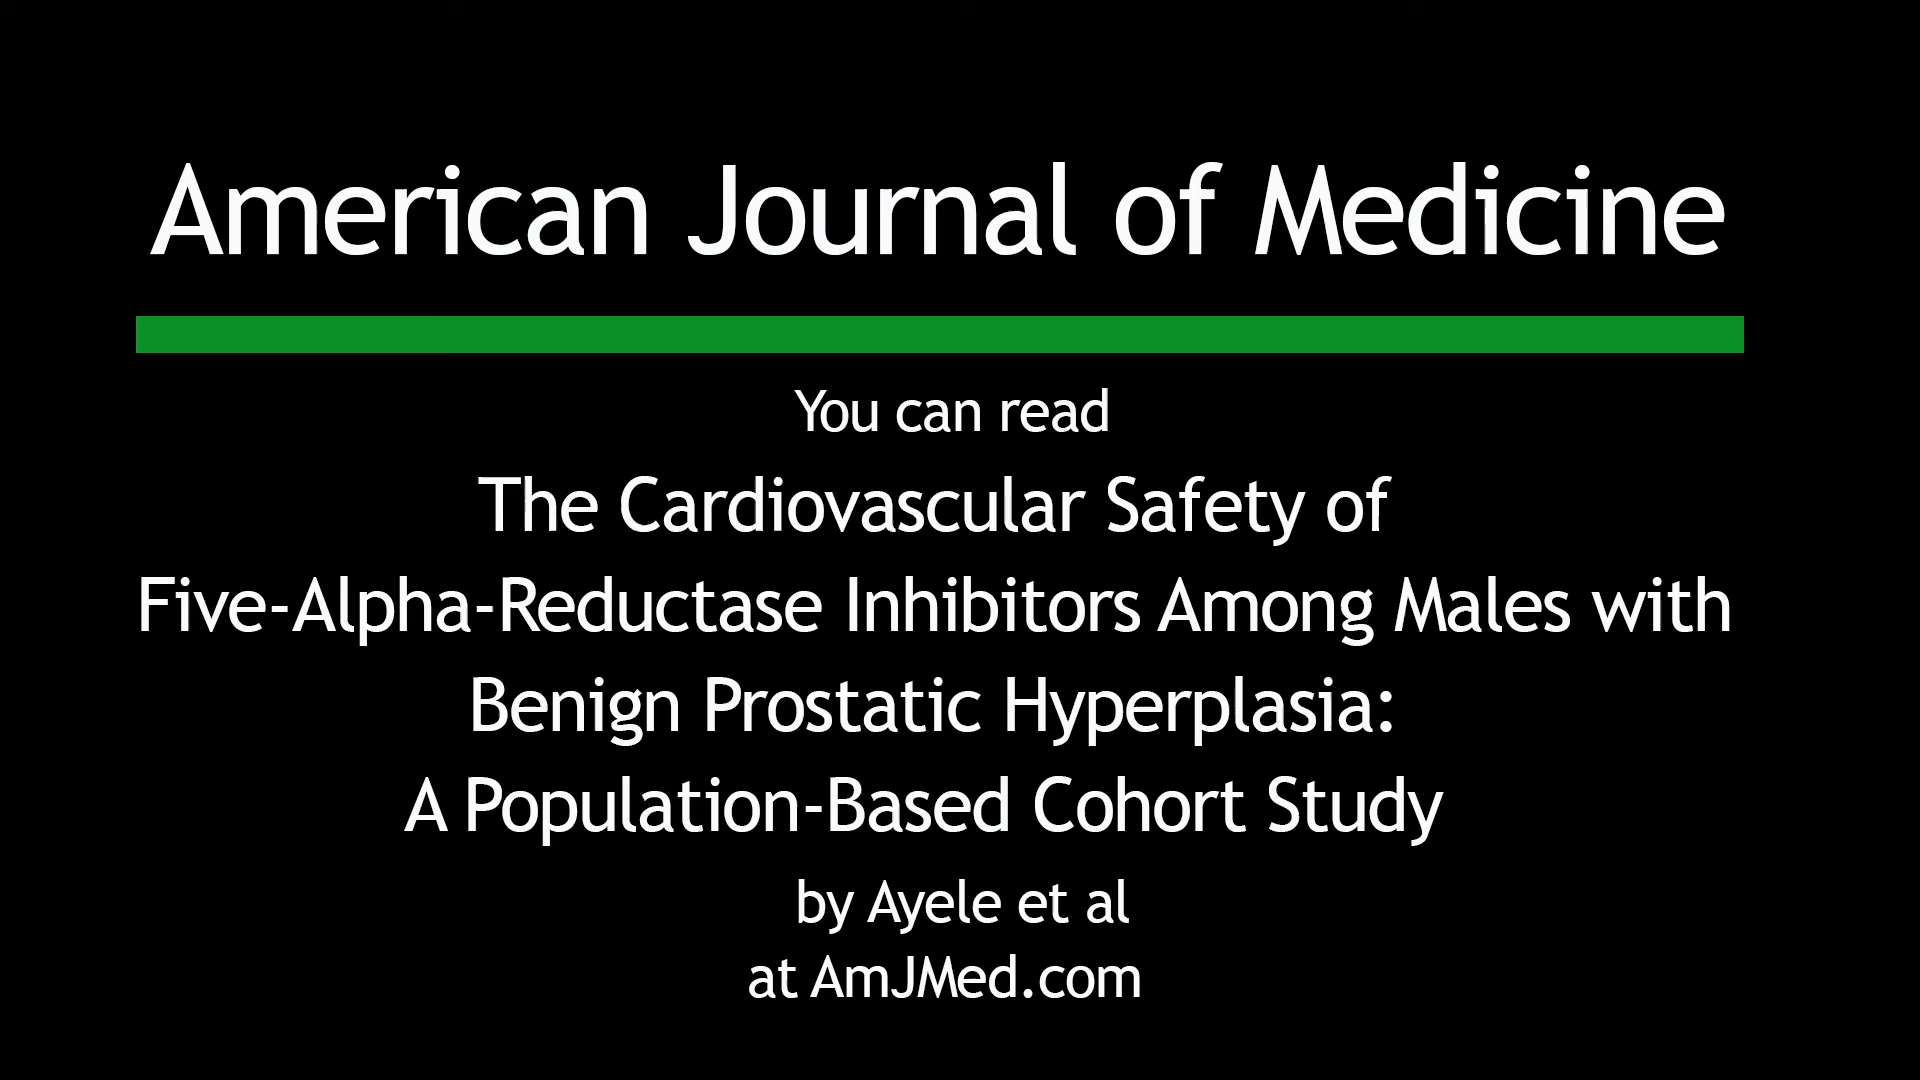 American Journal of Medicine
You can read
The Cardiovascular Safety of
Five-Alpha-Reductase Inhibitors Among Males with
Benign Prostatic Hyperplasia:
A Population-Based Cohort Study
by Ayele et al
at AmJMed.com